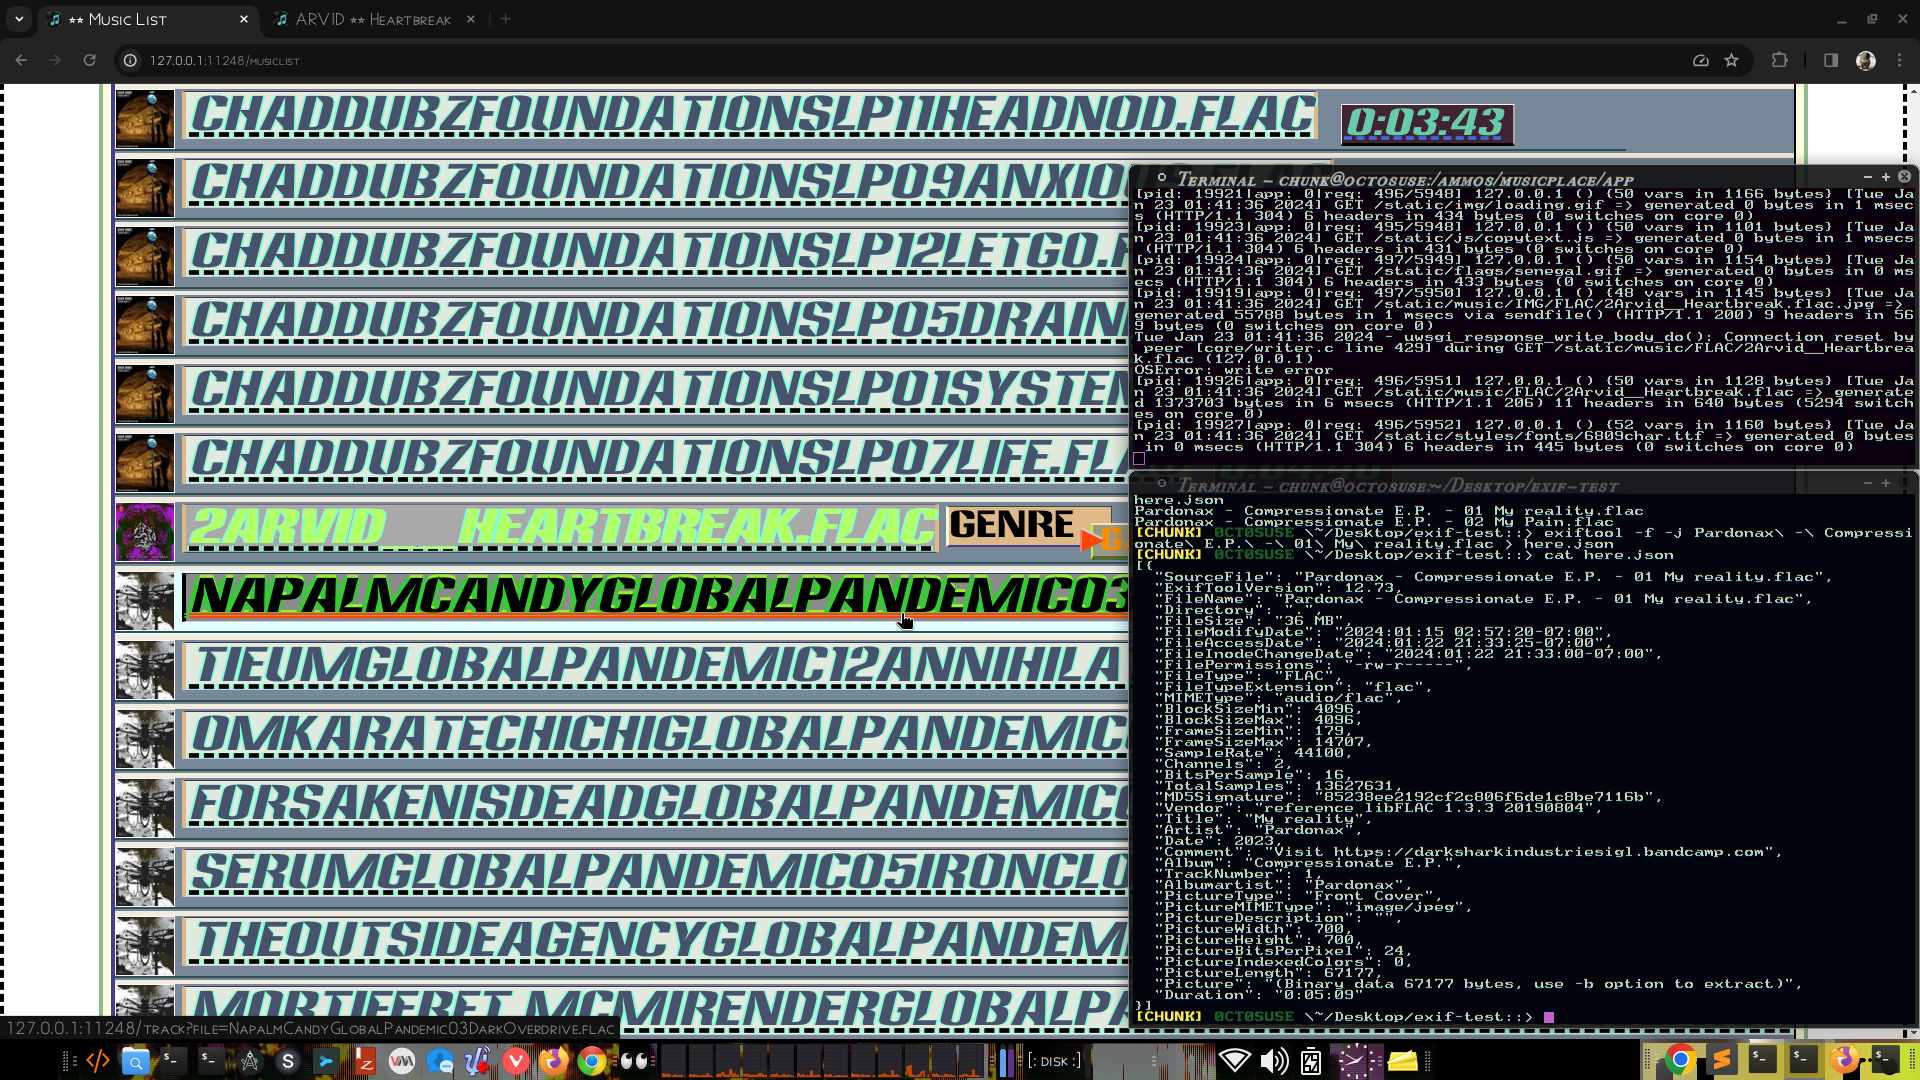 ⋆⋆ Music List
ARVID ⋆⋆ Heartbreak
127.0.0.1:11248/musiclist
CHADDUBZFOUNDATIONSLP11HEADNOD.FLAC
0:03:43
CHADDUBZFOUNDATIONSLP09ANXIOU
CHADDUBZFOUNDATIONSLP12LETGO.F
CHADDUBZFOUNDATIONSLP05DRAIN
CHADDUBZFOUNDATIONSLP01SYSTEM
CHADDUBZFOUNDATIONSLP07LIFE.FLA
2ARVID__HEARTBREAK.FLAC
GENRE
NAPALMCANDYGLOBALPANDEMIC03
TIEUMGLOBALPANDEMIC12ANNIHILA
OMKARATECHICHIGLOBALPANDEMIC
FORSAKENISDEADGLOBALPANDEMIC
SERUMGLOBALPANDEMIC05IRONCLO
THEOUTSIDEAGENCYGLOBALPANDEM
MORTIFERET_MCMIRENDERGLOBALPA
127.0.0.1:11248/track?file=NapalmCandyGlobalPandemic03DarkOverdrive.flac
Terminal - chunk@octosuse:/ammos/musicplace/app
[pid: 19921|app: 0|req: 496/5948] 127.0.0.1 () {50 vars in 1166 bytes} [Tue Ja
n 23 01:41:36 2024] GET /static/img/loading.gif => generated 0 bytes in 1 msec
s (HTTP/1.1 304) 6 headers in 434 bytes (0 switches on core 0)
[pid: 19923|app: 0|req: 495/5948] 127.0.0.1 () {50 vars in 1101 bytes} [Tue Ja
n 23 01:41:36 2024] GET /static/js/copytext.js => generated 0 bytes in 1 msecs
 (HTTP/1.1 304) 6 headers in 431 bytes (0 switches on core 0)
[pid: 19924|app: 0|req: 497/5949] 127.0.0.1 () {50 vars in 1154 bytes} [Tue Ja
n 23 01:41:36 2024] GET /static/flags/senegal.gif => generated 0 bytes in 0 ms
ecs (HTTP/1.1 304) 6 headers in 433 bytes (0 switches on core 0)
[pid: 19919|app: 0|req: 497/5950] 127.0.0.1 () {48 vars in 1145 bytes} [Tue Ja
n 23 01:41:36 2024] GET /static/music/IMG/FLAC/2Arvid__Heartbreak.flac.jpg =>
generated 55788 bytes in 1 msecs via sendfile() (HTTP/1.1 200) 9 headers in 56
9 bytes (0 switches on core 0)
Tue Jan 23 01:41:36 2024 - uwsgi_response_write_body_do(): Connection reset by
 peer [core/writer.c line 429] during GET /static/music/FLAC/2Arvid__Heartbrea
k.flac (127.0.0.1)
OSError: write error
[pid: 19926|app: 0|req: 496/5951] 127.0.0.1 () {50 vars in 1128 bytes} [Tue Ja
n 23 01:41:36 2024] GET /static/music/FLAC/2Arvid__Heartbreak.flac => generate
d 1373703 bytes in 6 msecs (HTTP/1.1 206) 11 headers in 640 bytes (5294 switch
es on core 0)
[pid: 19927|app: 0|req: 496/5952] 127.0.0.1 () {52 vars in 1160 bytes} [Tue Ja
n 23 01:41:36 2024] GET /static/styles/fonts/6809char.ttf => generated 0 bytes
 in 0 msecs (HTTP/1.1 304) 6 headers in 445 bytes (0 switches on core 0)
Terminal - chunk@octosuse:~/Desktop/exif-test
here.json
Pardonax - Compressionate E.P. - 01 My reality.flac
Pardonax - Compressionate E.P. - 02 My Pain.flac
[CHUNK] 0CT0SUSE \~/Desktop/exif-test::> exiftool -f -j Pardonax\ -\ Compressi
onate\ E.P.\ -\ 01\ My\ reality.flac > here.json
[CHUNK] 0CT0SUSE \~/Desktop/exif-test::> cat here.json
[{
"SourceFile": "Pardonax - Compressionate E.P. - 01 My reality.flac",
"ExifToolVersion": 12.73,
"FileName": "Pardonax - Compressionate E.P. - 01 My reality.flac",
"Directory": ".",
"FileSize": "36 MB",
"FileModifyDate": "2024:01:15 02:57:20-07:00",
"FileAccessDate": "2024:01:22 21:33:25-07:00",
"FileInodeChangeDate": "2024:01:22 21:33:00-07:00",
"FilePermissions": "-rw-r-----",
"FileType": "FLAC",
"FileTypeExtension": "flac",
"MIMEType": "audio/flac",
"BlockSizeMin": 4096,
"BlockSizeMax": 4096,
"FrameSizeMin": 179,
"FrameSizeMax": 14707,
"SampleRate": 44100,
"Channels": 2,
"BitsPerSample": 16,
"TotalSamples": 13627631,
"MD5Signature": "85238ee2192cf2c806f6de1c8be7116b",
"Vendor": "reference libFLAC 1.3.3 20190804",
"Title": "My reality",
"Artist": "Pardonax",
"Date": 2023,
"Comment": "Visit https://darksharkindustriesigl.bandcamp.com",
"Album": "Compressionate E.P.",
"TrackNumber": 1,
"Albumartist": "Pardonax",
"PictureType": "Front Cover",
"PictureMIMEType": "image/jpeg",
"PictureDescription": "",
"PictureWidth": 700,
"PictureHeight": 700,
"PictureBitsPerPixel": 24,
"PictureIndexedColors": 0,
"PictureLength": 67177,
"Picture": "(Binary data 67177 bytes, use -b option to extract)",
"Duration": "0:05:09"
}]
[CHUNK] 0CT0SUSE \~/Desktop/exif-test::>
[: DISK :]